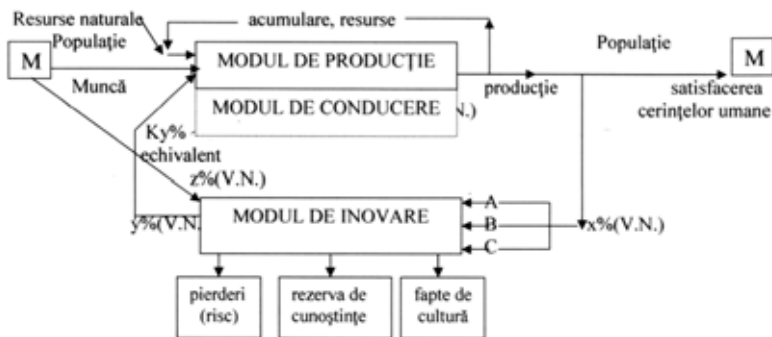 Resurse naturale
acumulare, resurse
Populație
Populație
M
MODUL DE PRODUCȚIE
M
Muncă
producție
satisfacerea
cerințelor umane
MODUL DE CONDUCERE
.N.)
Ky% -
echivalent
z%(V.N.)
y%(V.N.
MODUL DE INOVARE
A
B
C
x%(V.N.)
pierderi
(risc)
rezerva de
cunoștințe
fapte de
cultură